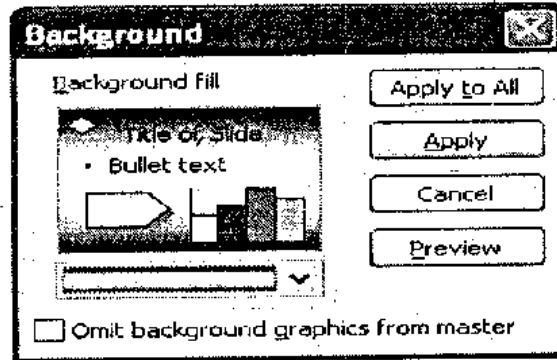 Background
Background fill
Title of Slide
• Bullet text
Apply to All
Apply
Cancel
Preview
Omit background graphics from master